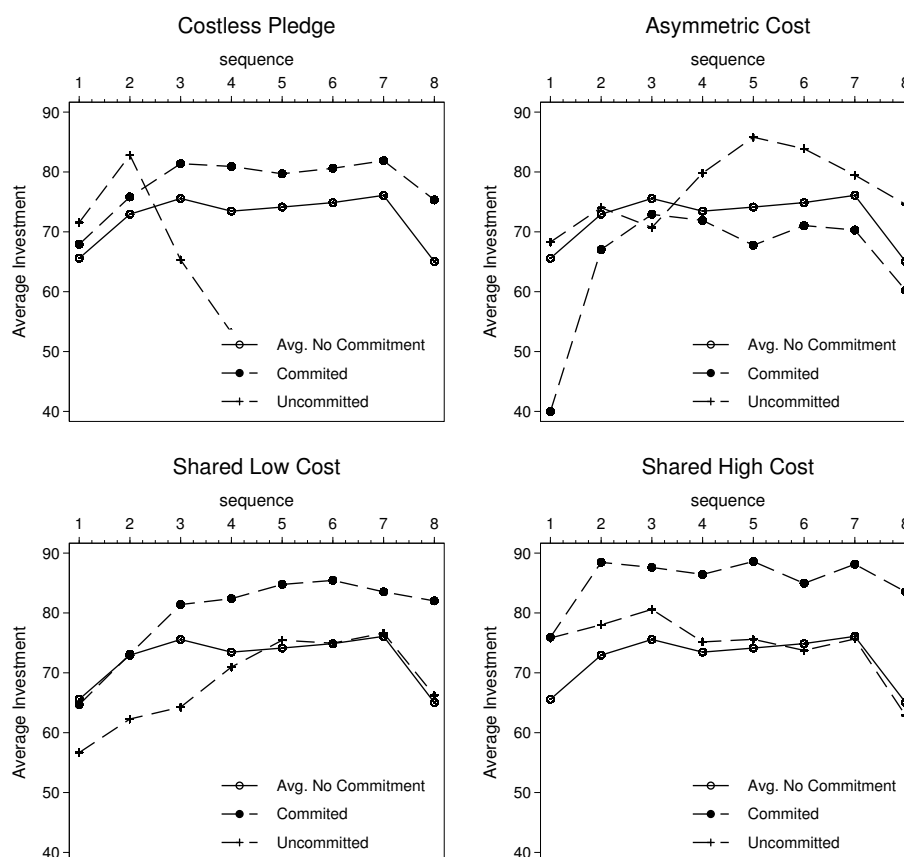 Costless Pledge
sequence
1 2 3 4 5 6 7 8
90
80
70
60
50
40
Average Investment
Avg. No Commitment
Commited
Uncommitted
Asymmetric Cost
sequence
1 2 3 4 5 6 7 8
90
80
70
60
50
40
Average Investment
Avg. No Commitment
Commited
Uncommitted
Shared Low Cost
sequence
1 2 3 4 5 6 7 8
90
80
70
60
50
40
Average Investment
Avg. No Commitment
Commited
Uncommitted
Shared High Cost
sequence
1 2 3 4 5 6 7 8
90
80
70
60
50
40
Average Investment
Avg. No Commitment
Commited
Uncommitted